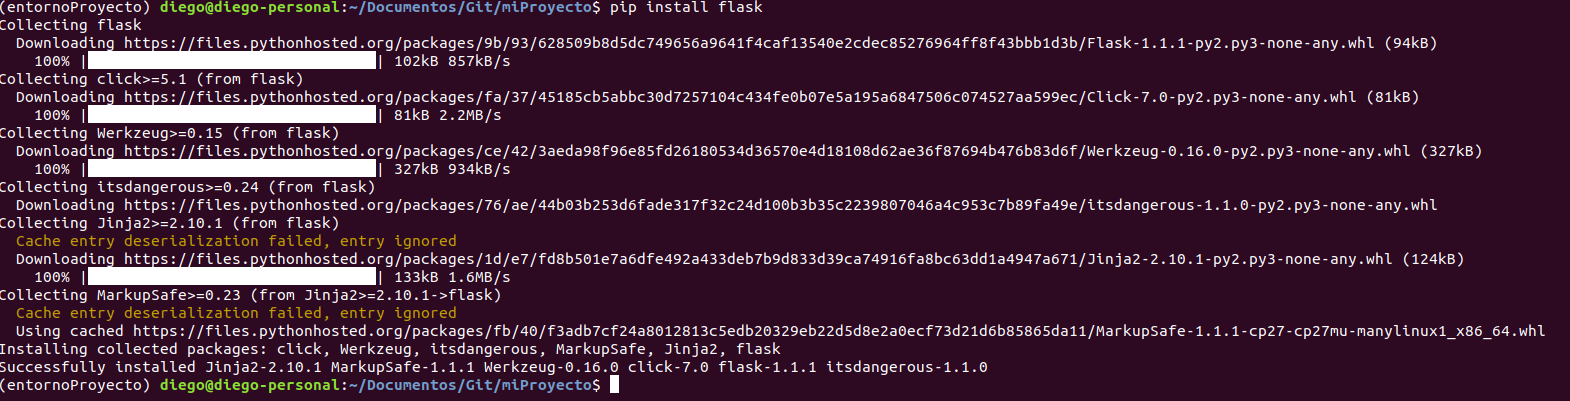 (entornoProyecto) diego@diego-personal:~/Documentos/Git/miProyecto$ pip install flask
Collecting flask
  Downloading https://files.pythonhosted.org/packages/9b/93/628509b8d5dc749656a9641f4caf13540e2cdec85276964ff8f43bbb1d3b/Flask-1.1.1-py2.py3-none-any.whl (94kB)
    100% |████████████████████████████████| 102kB 857kB/s
Collecting click>=5.1 (from flask)
  Downloading https://files.pythonhosted.org/packages/fa/37/45185cb5abbc30d7257104c434fe0b07e5a195a6847506c074527aa599ec/Click-7.0-py2.py3-none-any.whl (81kB)
    100% |████████████████████████████████| 81kB 2.2MB/s
Collecting Werkzeug>=0.15 (from flask)
  Downloading https://files.pythonhosted.org/packages/ce/42/3aeda98f96e85fd26180534d36570e4d18108d62ae36f87694b476b83d6f/Werkzeug-0.16.0-py2.py3-none-any.whl (327kB)
    100% |████████████████████████████████| 327kB 934kB/s
Collecting itsdangerous>=0.24 (from flask)
  Downloading https://files.pythonhosted.org/packages/76/ae/44b03b253d6fade317f32c24d100b3b35c2239807046a4c953c7b89fa49e/itsdangerous-1.1.0-py2.py3-none-any.whl
Collecting Jinja2>=2.10.1 (from flask)
  Cache entry deserialization failed, entry ignored
  Downloading https://files.pythonhosted.org/packages/1d/e7/fd8b501e7a6dfe492a433deb7b9d833d39ca74916fa8bc63dd1a4947a671/Jinja2-2.10.1-py2.py3-none-any.whl (124kB)
    100% |████████████████████████████████| 133kB 1.6MB/s
Collecting MarkupSafe>=0.23 (from Jinja2>=2.10.1->flask)
  Cache entry deserialization failed, entry ignored
  Using cached https://files.pythonhosted.org/packages/fb/40/f3adb7cf24a8012813c5edb20329eb22d5d8e2a0ecf73d21d6b85865da11/MarkupSafe-1.1.1-cp27-cp27mu-manylinux1_x86_64.whl
Installing collected packages: click, Werkzeug, itsdangerous, MarkupSafe, Jinja2, flask
Successfully installed Jinja2-2.10.1 MarkupSafe-1.1.1 Werkzeug-0.16.0 click-7.0 flask-1.1.1 itsdangerous-1.1.0
(entornoProyecto) diego@diego-personal:~/Documentos/Git/miProyecto$